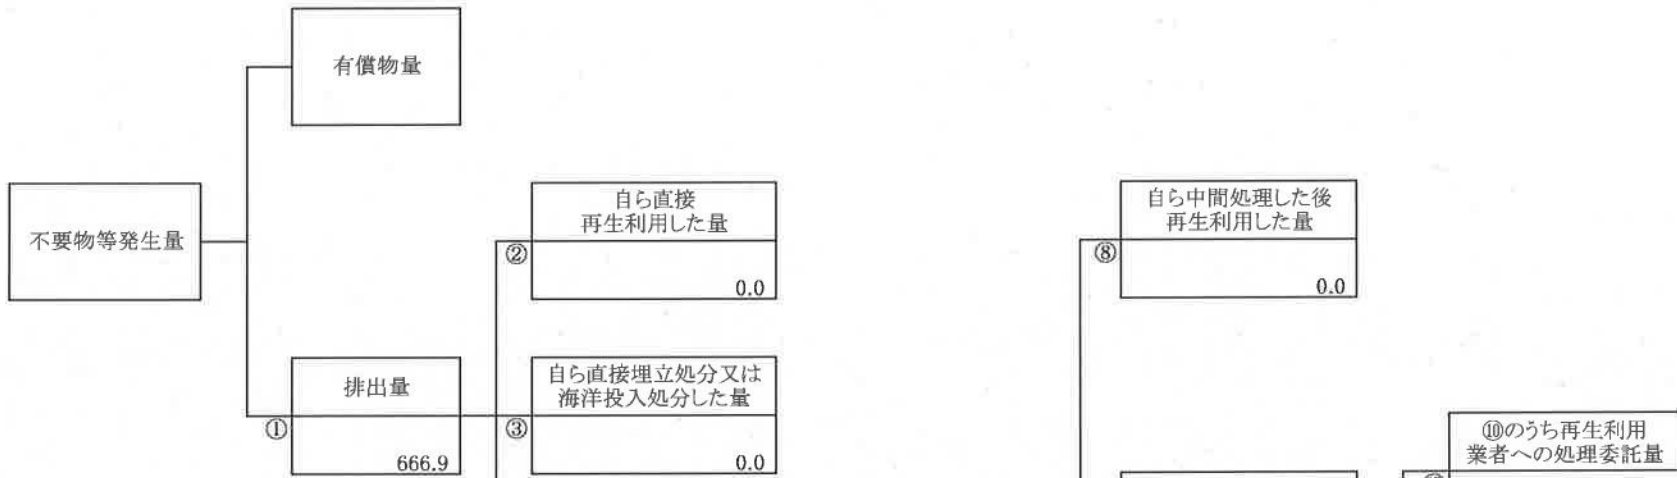 有償物量
不要物等発生量
自ら直接
再生利用した量
②
0.0
自ら中間処理した後
再生利用した量
⑧
0.0
排出量
①
666.9
自ら直接埋立処分又は
海洋投入処分した量
③
0.0
⑩のうち再生利用
業者への処理委託量